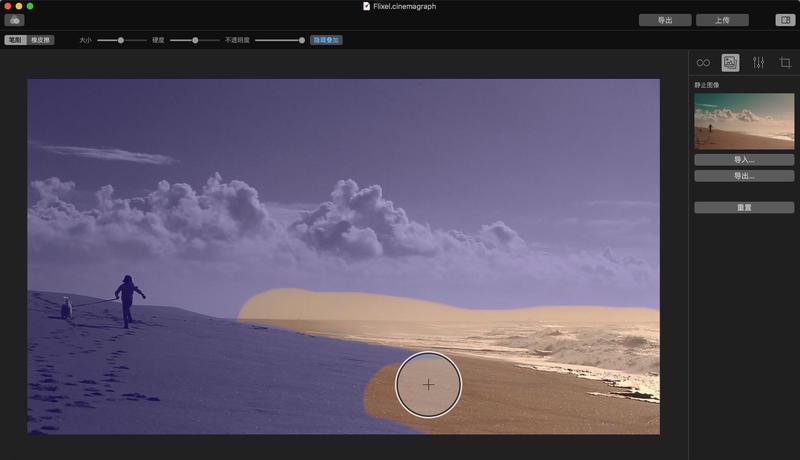 Flixel.cinemagraph
导出
上传
笔刷
橡皮擦
大小
硬度
不透明度
隐藏叠加
静止图像
导入...
导出...
重置